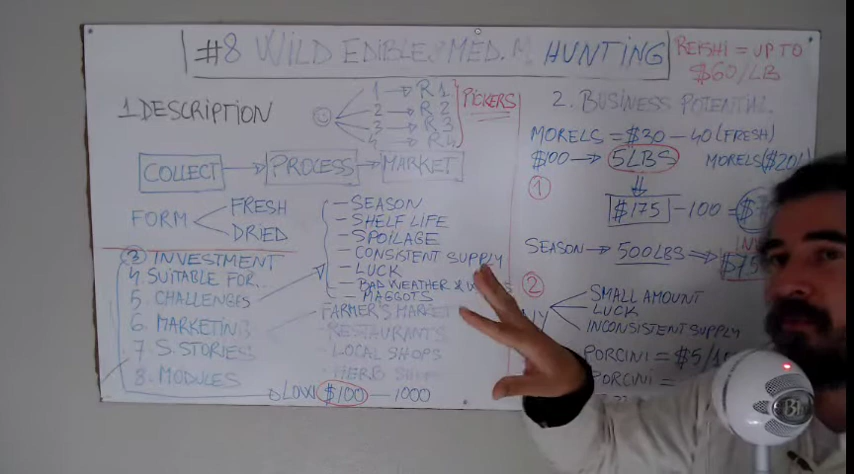 #8 WILD EDIBLE & MED. M. HUNTING
REISHI = UP TO
$60/LB
1. DESCRIPTION
1 → R1
2 → R2
3 → R3
4 → R4
PICKERS
COLLECT → PROCESS → MARKET
FORM
FRESH
DRIED
- SEASON
- SHELF LIFE
- SPOILAGE
- CONSISTENT SUPPLY
- LUCK
- BAD WEATHER &
- MAGGOTS
3 INVESTMENT
4. SUITABLE FOR..
5. CHALLENGES
6. MARKETING
7 S. STORIES
8. MODULES
FARMER'S MARKET
RESTAURANTS
LOCAL SHOPS
HERB
LOW $100 - 1000
2. BUSINESS POTENTIAL
MORELS = $30 - 40 (FRESH)
$100 → 5LBS MORELS ($20/
1
$175 - 100 =
SEASON → 500LBS ⇒ $75
2
SMALL AMOUNT
LUCK
INCONSISTENT SUPPLY
PORCINI = $5/
PORCINI =